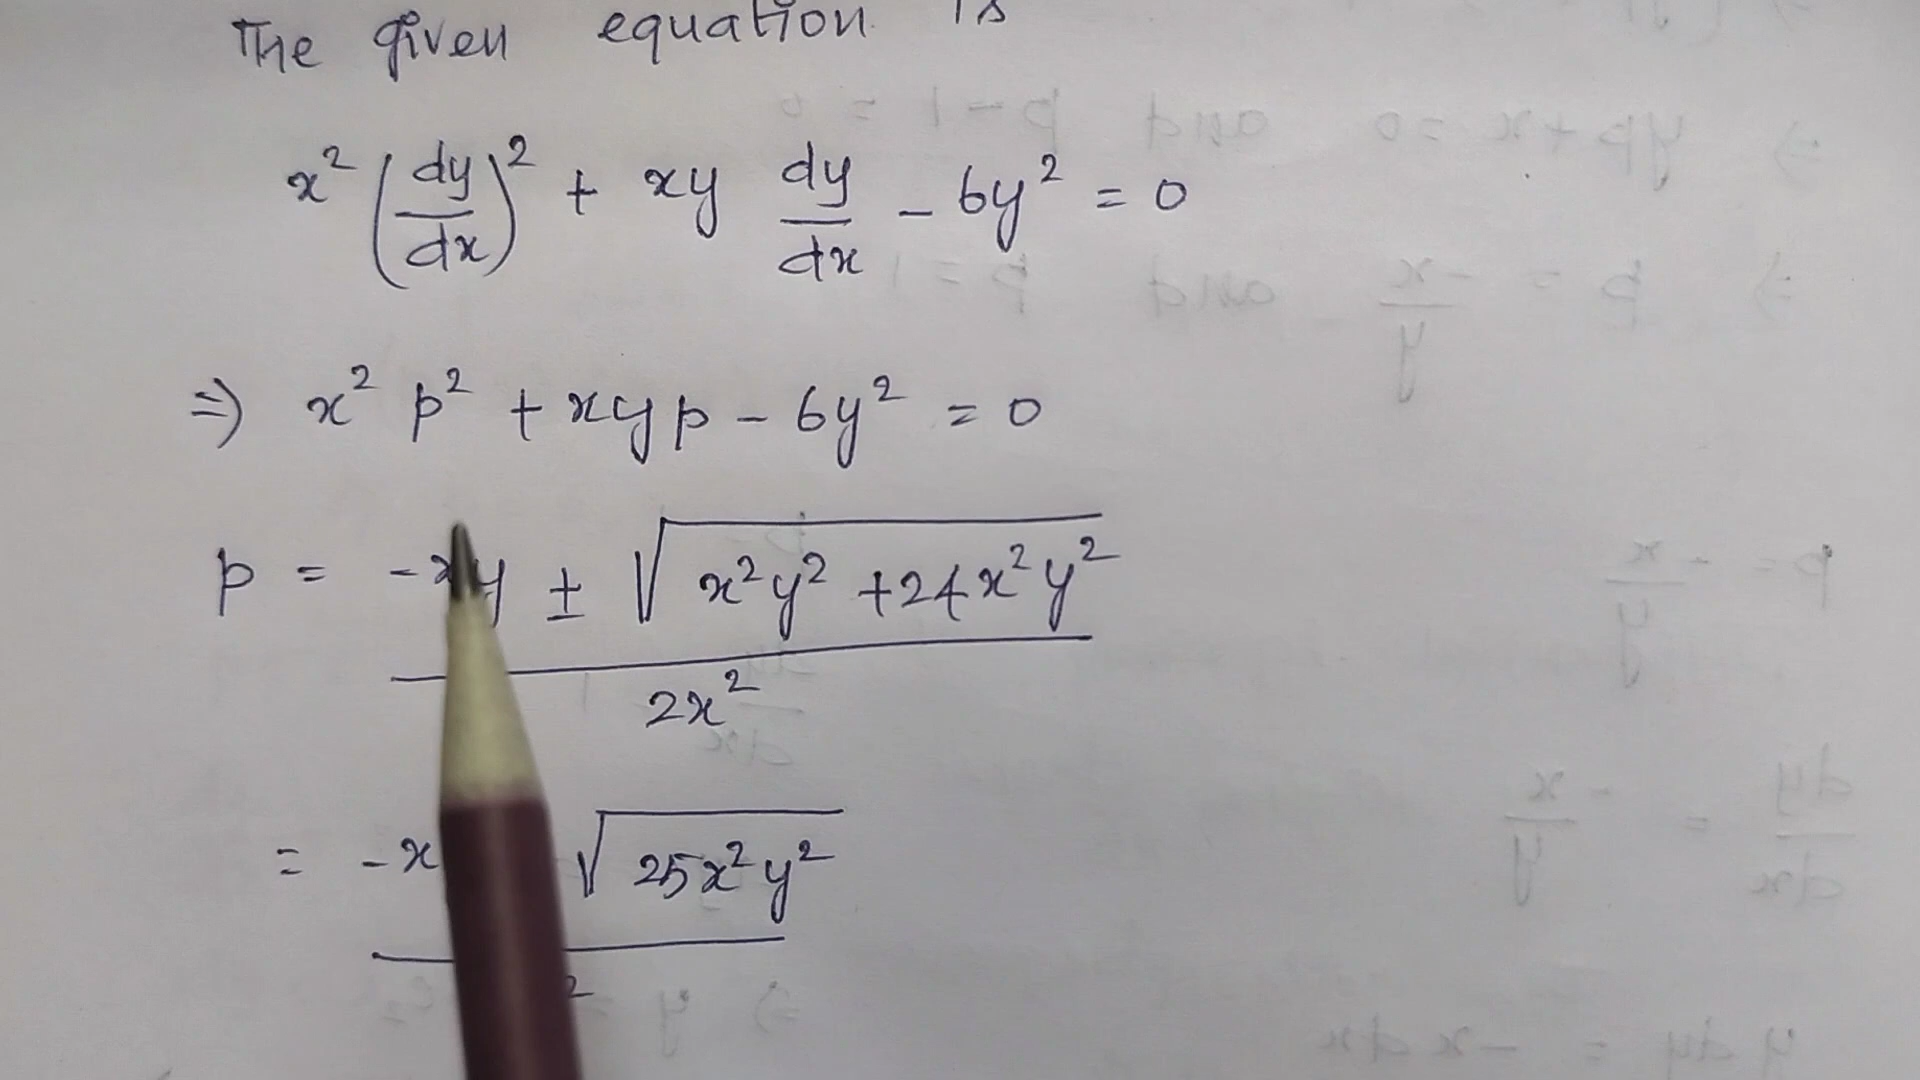 The given equation is
x² (dy/dx)² + xy dy/dx - 6y² = 0
⇒ x² p² + xyp - 6y² = 0
p = -xy ± √(x²y² + 24x²y²) / 2x²
= -x √(25x²y²) / ²